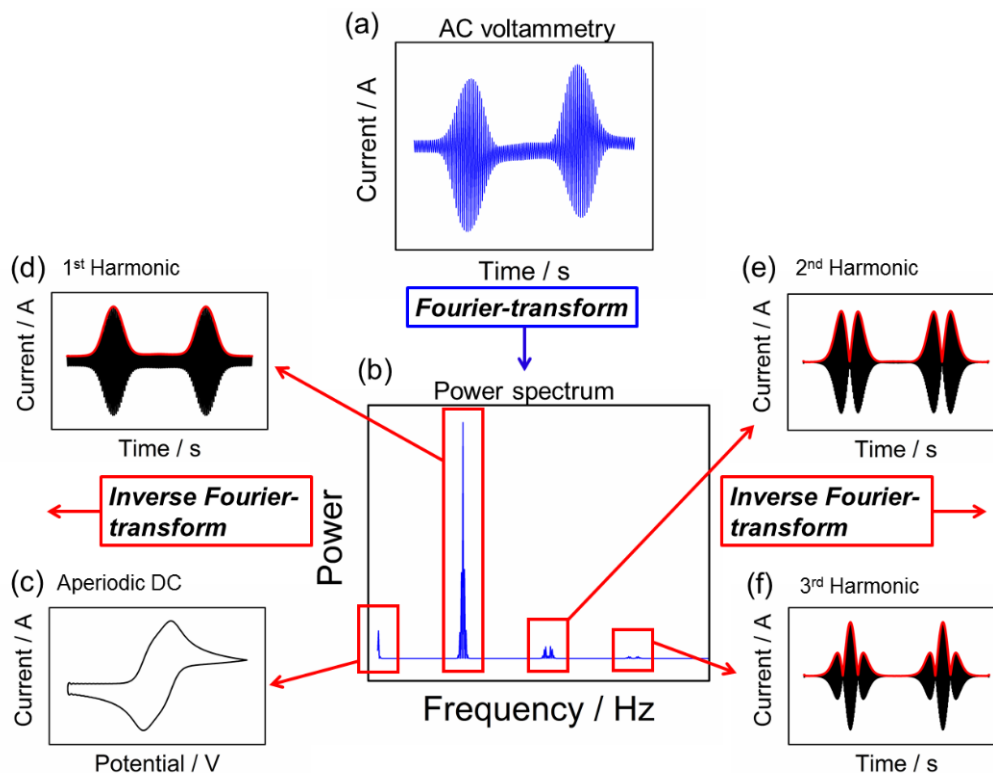 (a)
AC voltammetry
Current / A
Time / s
Fourier-transform
(d)
1st Harmonic
Current / A
Time / s
(e)
2nd Harmonic
Current / A
Time / s
(b)
Power spectrum
Power
Frequency / Hz
Inverse Fourier-
transform
Inverse Fourier-
transform
(c)
Aperiodic DC
Current / A
Potential / V
(f)
3rd Harmonic
Current / A
Time / s